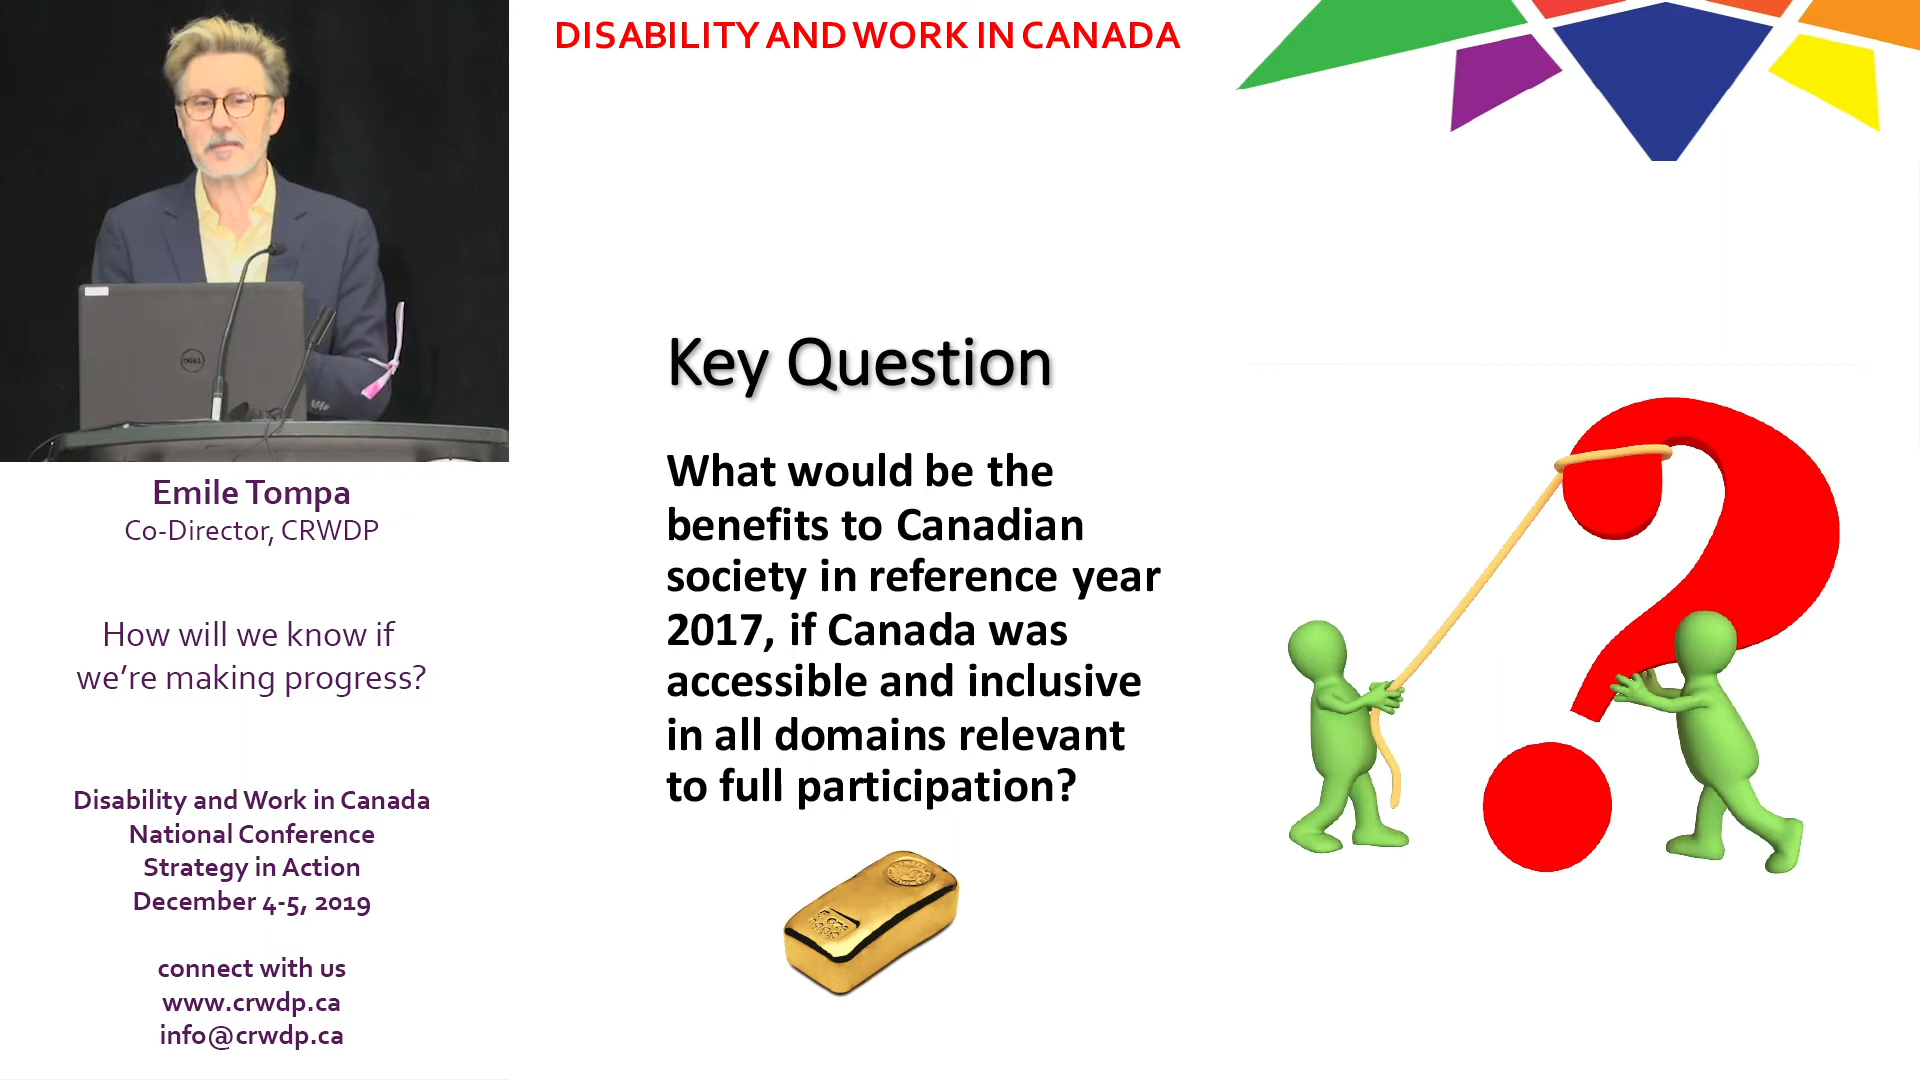 DISABILITY AND WORK IN CANADA
Key Question
What would be the
benefits to Canadian
society in reference year
2017, if Canada was
accessible and inclusive
in all domains relevant
to full participation?
DELL
Emile Tompa
Co-Director, CRWDP
How will we know if
we're making progress?
Disability and Work in Canada
National Conference
Strategy in Action
December 4-5, 2019
connect with us
www.crwdp.ca
info@crwdp.ca